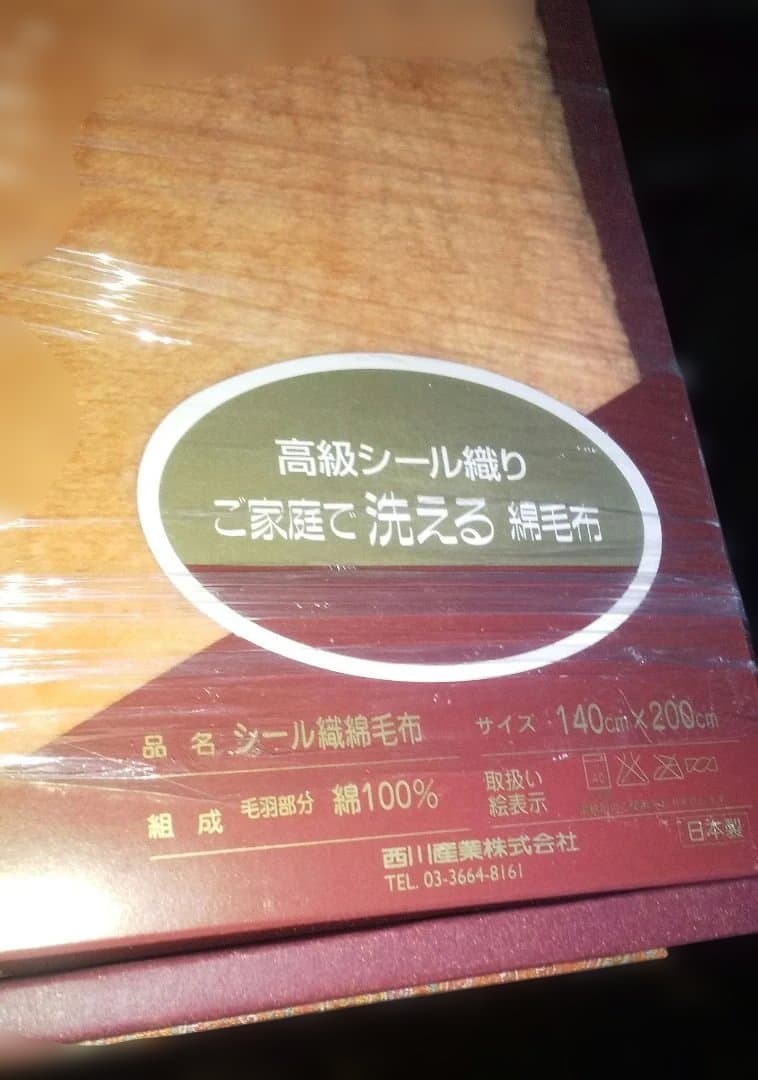 高級シール織り
ご家庭で 洗える 綿毛布
品 名 シール織綿毛布
サイズ 140cm×200cm
組 成 毛羽部分 綿100%
取扱い
絵表示
西川産業株式会社
日本製
TEL. 03-3664-8161